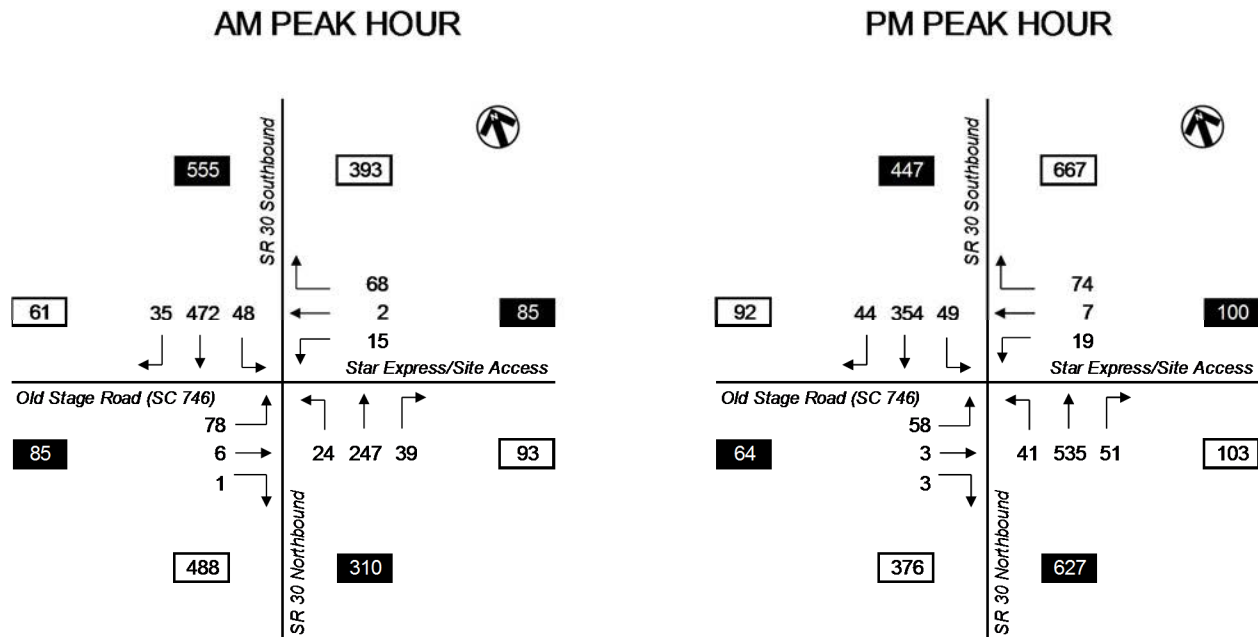 AM PEAK HOUR
555
393
SR 30 Southbound
68
61
35 472 48
2
85
15
Star Express/Site Access
Old Stage Road (SC 746)
78
85
6
24 247 39
93
1
488
310
SR 30 Northbound
PM PEAK HOUR
447
667
SR 30 Southbound
74
92
44 354 49
7
100
19
Star Express/Site Access
Old Stage Road (SC 746)
58
64
3
41 535 51
103
3
376
627
SR 30 Northbound